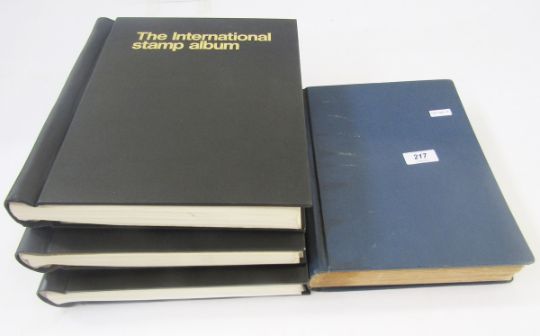 The International
stamp album
217